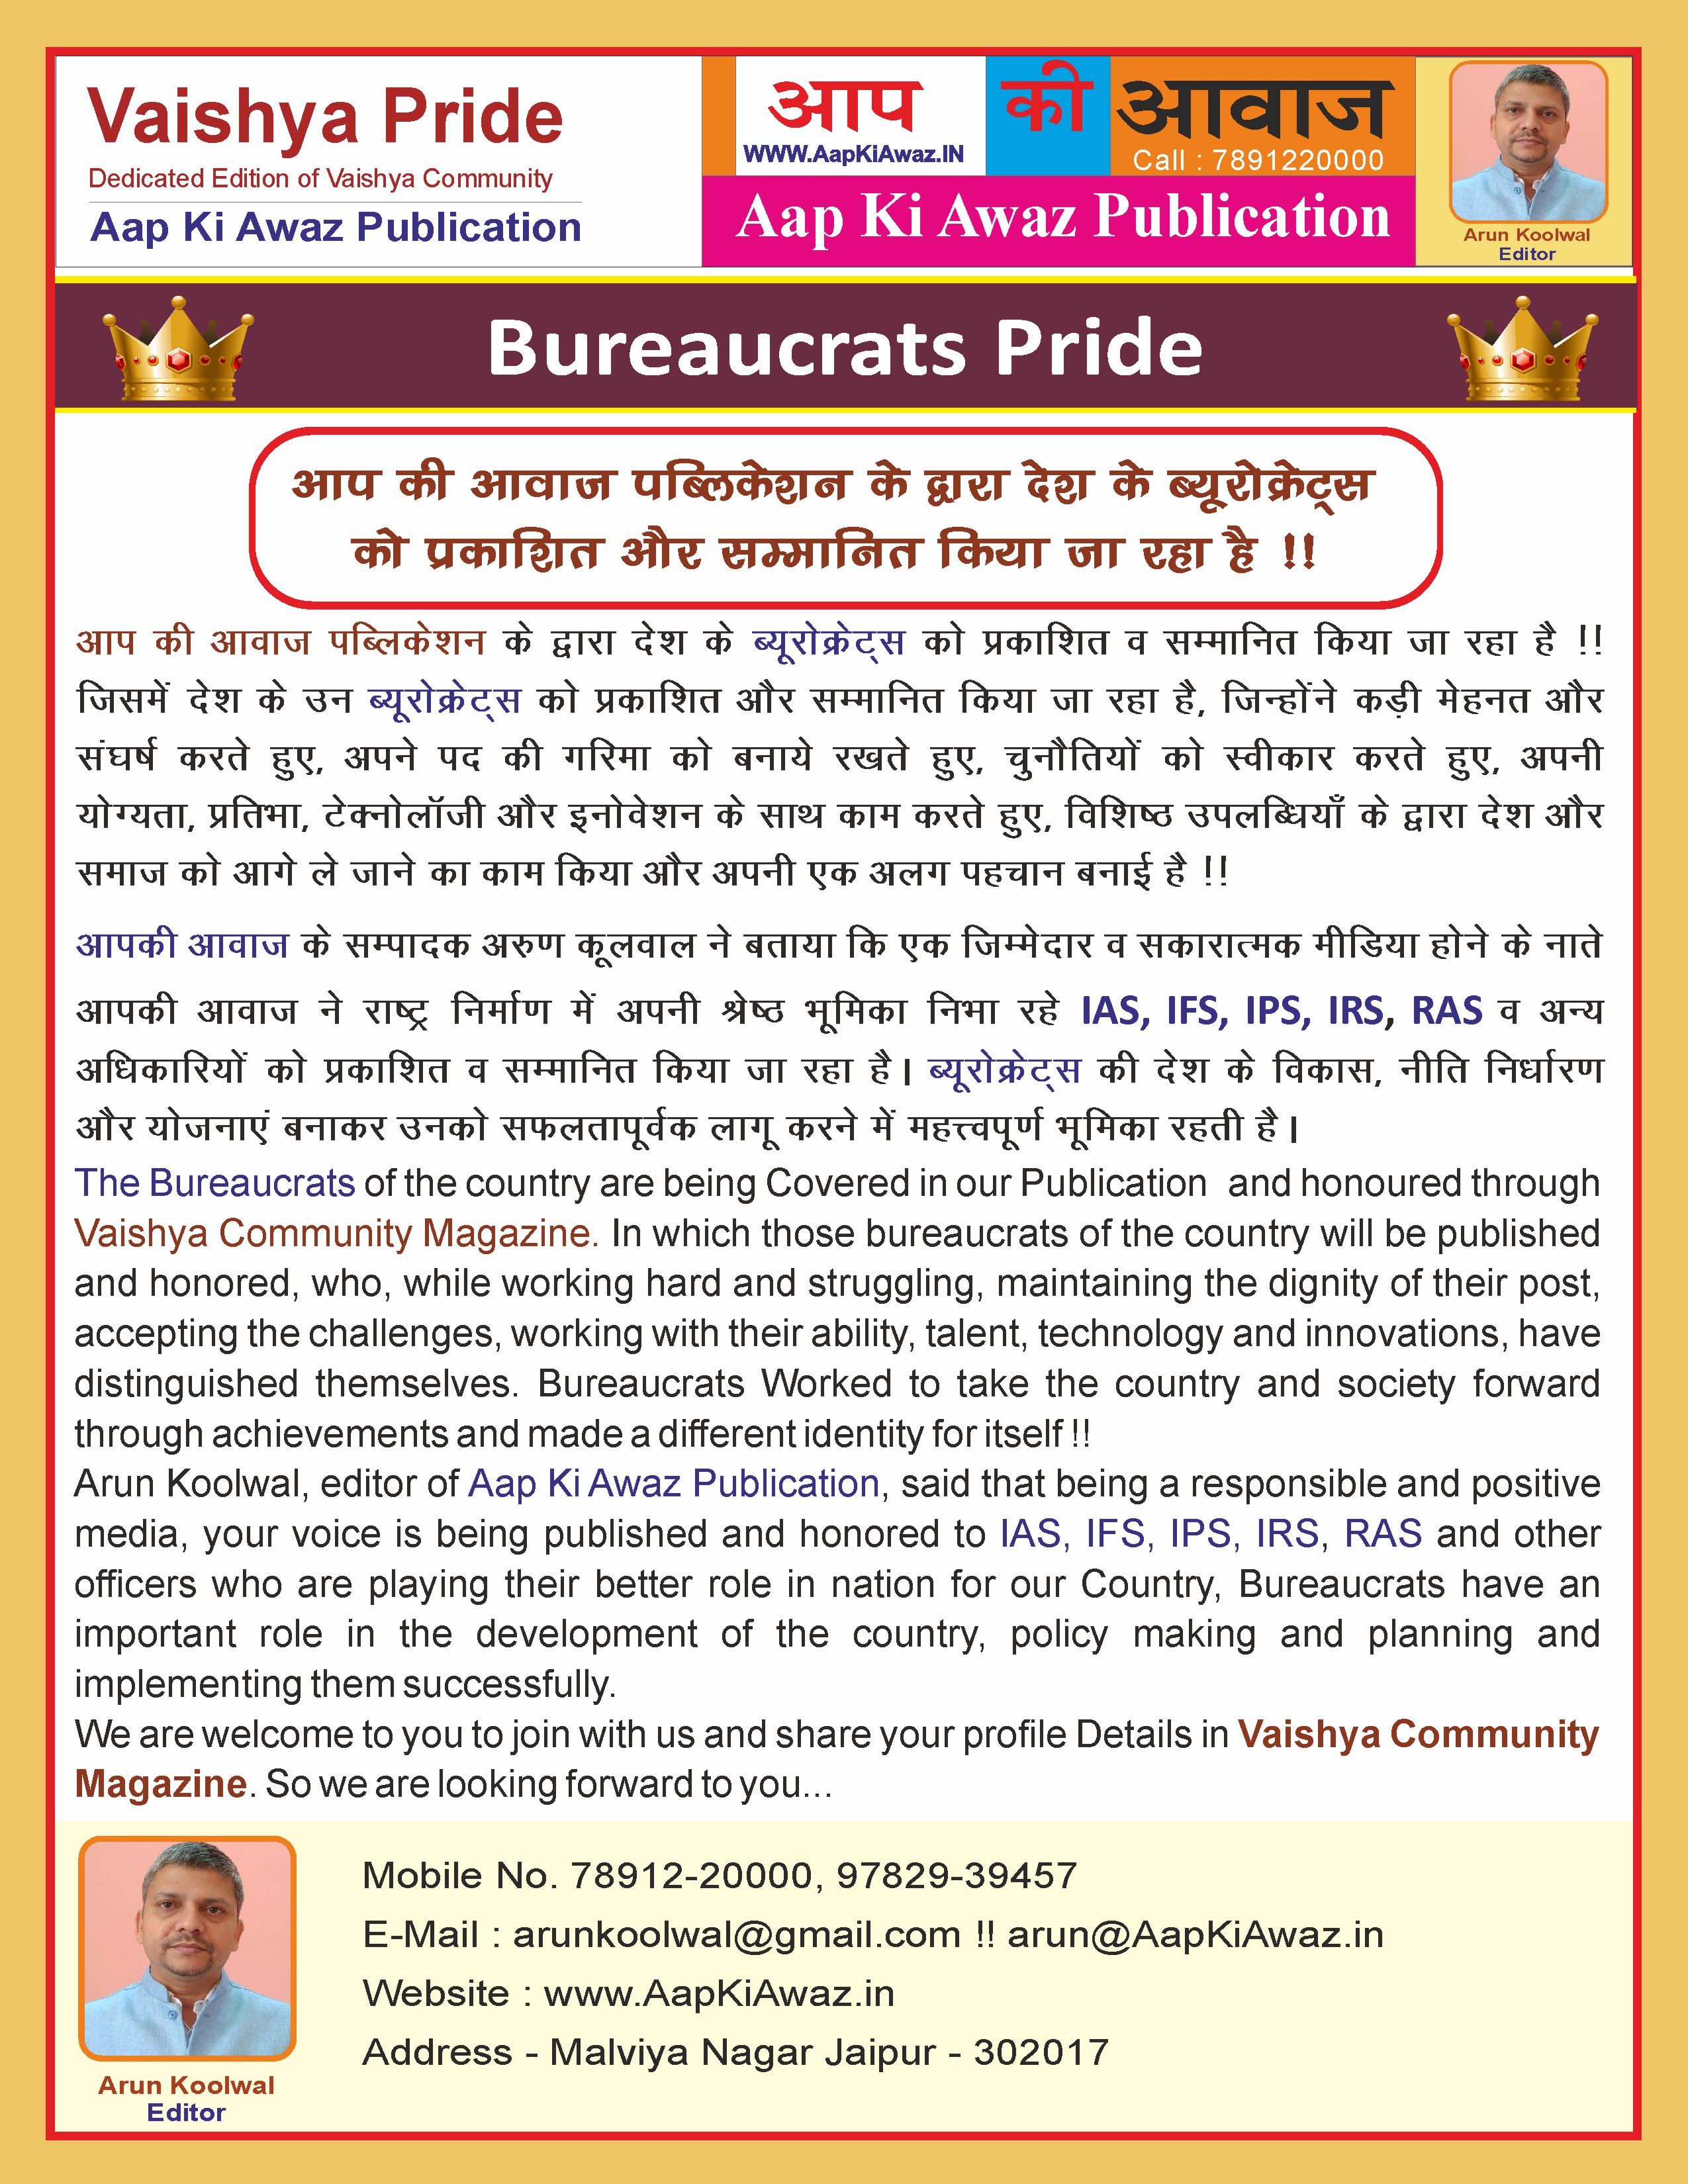 Vaishya Pride
Dedicated Edition of Vaishya Community
Aap Ki Awaz Publication
आप की आवाज
WWW.AapKiAwaz.IN
Call : 7891220000
Aap Ki Awaz Publication
Arun Koolwal
Editor
Bureaucrats Pride
आप की आवाज पब्लिकेशन के द्वारा देश के ब्यूरोक्रेट्स
को प्रकाशित और सम्मानित किया जा रहा है !!
आप की आवाज पब्लिकेशन के द्वारा देश के ब्यूरोक्रेट्स को प्रकाशित व सम्मानित किया जा रहा है !!
जिसमें देश के उन ब्यूरोक्रेट्स को प्रकाशित और सम्मानित किया जा रहा है, जिन्होंने कड़ी मेहनत और
संघर्ष करते हुए, अपने पद की गरिमा को बनाये रखते हुए, चुनौतियों को स्वीकार करते हुए, अपनी
योग्यता, प्रतिभा, टेक्नोलॉजी और इनोवेशन के साथ काम करते हुए, विशिष्ठ उपलब्धियाँ के द्वारा देश और
समाज को आगे ले जाने का काम किया और अपनी एक अलग पहचान बनाई है !!
आपकी आवाज के सम्पादक अरुण कूलवाल ने बताया कि एक जिम्मेदार व सकारात्मक मीडिया होने के नाते
आपकी आवाज ने राष्ट्र निर्माण में अपनी श्रेष्ठ भूमिका निभा रहे IAS, IFS, IPS, IRS, RAS व अन्य
अधिकारियों को प्रकाशित व सम्मानित किया जा रहा है। ब्यूरोक्रेट्स की देश के विकास, नीति निर्धारण
और योजनाएं बनाकर उनको सफलतापूर्वक लागू करने में महत्त्वपूर्ण भूमिका रहती है।
The Bureaucrats of the country are being Covered in our Publication and honoured through
Vaishya Community Magazine. In which those bureaucrats of the country will be published
and honored, who, while working hard and struggling, maintaining the dignity of their post,
accepting the challenges, working with their ability, talent, technology and innovations, have
distinguished themselves. Bureaucrats Worked to take the country and society forward
through achievements and made a different identity for itself !!
Arun Koolwal, editor of Aap Ki Awaz Publication, said that being a responsible and positive
media, your voice is being published and honored to IAS, IFS, IPS, IRS, RAS and other
officers who are playing their better role in nation for our Country, Bureaucrats have an
important role in the development of the country, policy making and planning and
implementing them successfully.
We are welcome to you to join with us and share your profile Details in Vaishya Community
Magazine. So we are looking forward to you...
Mobile No. 78912-20000, 97829-39457
E-Mail : arunkoolwal@gmail.com !! arun@AapKiAwaz.in
Website : www.AapKiAwaz.in
Address - Malviya Nagar Jaipur - 302017
Arun Koolwal
Editor